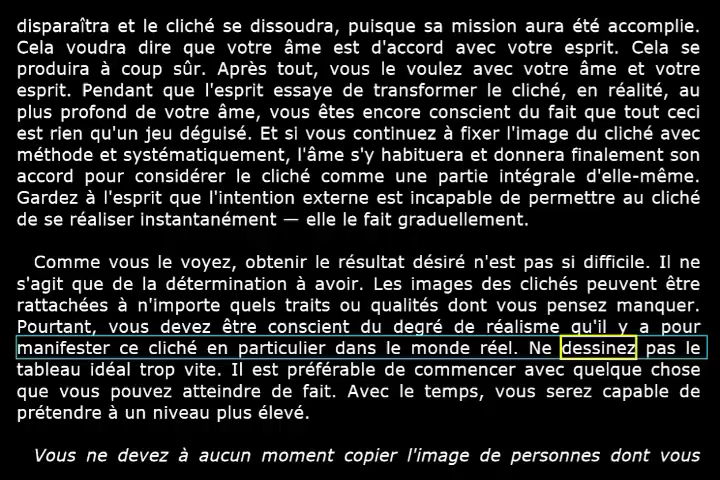 disparaîtra et le cliché se dissoudra, puisque sa mission aura été accomplie.
Cela voudra dire que votre âme est d'accord avec votre esprit. Cela se
produira à coup sûr. Après tout, vous le voulez avec votre âme et votre
esprit. Pendant que l'esprit essaye de transformer le cliché, en réalité, au
plus profond de votre âme, vous êtes encore conscient du fait que tout ceci
est rien qu'un jeu déguisé. Et si vous continuez à fixer l'image du cliché avec
méthode et systématiquement, l'âme s'y habituera et donnera finalement son
accord pour considérer le cliché comme une partie intégrale d'elle-même.
Gardez à l'esprit que l'intention externe est incapable de permettre au cliché
de se réaliser instantanément — elle le fait graduellement.
Comme vous le voyez, obtenir le résultat désiré n'est pas si difficile. Il ne
s'agit que de la détermination à avoir. Les images des clichés peuvent être
rattachées à n'importe quels traits ou qualités dont vous pensez manquer.
Pourtant, vous devez être conscient du degré de réalisme qu'il y a pour
manifester ce cliché en particulier dans le monde réel. Ne dessinez pas le
tableau idéal trop vite. Il est préférable de commencer avec quelque chose
que vous pouvez atteindre de fait. Avec le temps, vous serez capable de
prétendre à un niveau plus élevé.
Vous ne devez à aucun moment copier l'image de personnes dont vous